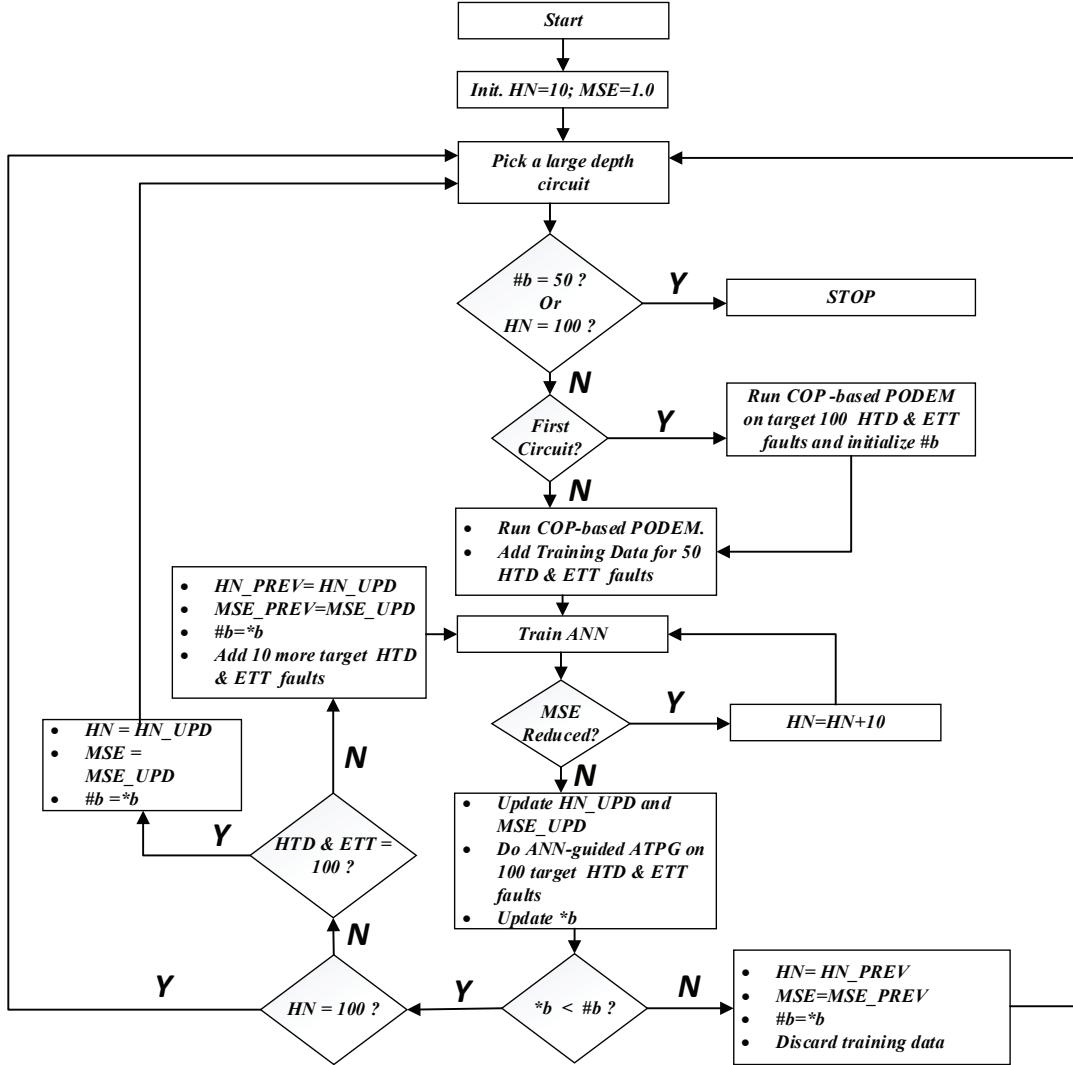 Start
Init. HN=10; MSE=1.0
Pick a large depth
circuit
#b = 50 ?
Or
HN = 100 ?
Y
STOP
N
First
Circuit?
Y
Run COP -based PODEM
on target 100 HTD & ETT
faults and initialize #b
N
• Run COP-based PODEM.
• Add Training Data for 50
HTD & ETT faults
• HN_PREV= HN_UPD
• MSE_PREV=MSE_UPD
• #b=*b
• Add 10 more target HTD
& ETT faults
Train ANN
MSE
Reduced?
Y
HN=HN+10
N
• HN = HN_UPD
• MSE =
MSE_UPD
• #b =*b
N
Y
HTD & ETT =
100 ?
• Update HN_UPD and
MSE_UPD
• Do ANN-guided ATPG on
100 target HTD & ETT
faults
• Update *b
N
Y
HN = 100 ?
Y
*b < #b ?
N
• HN= HN_PREV
• MSE=MSE_PREV
• #b=*b
• Discard training data